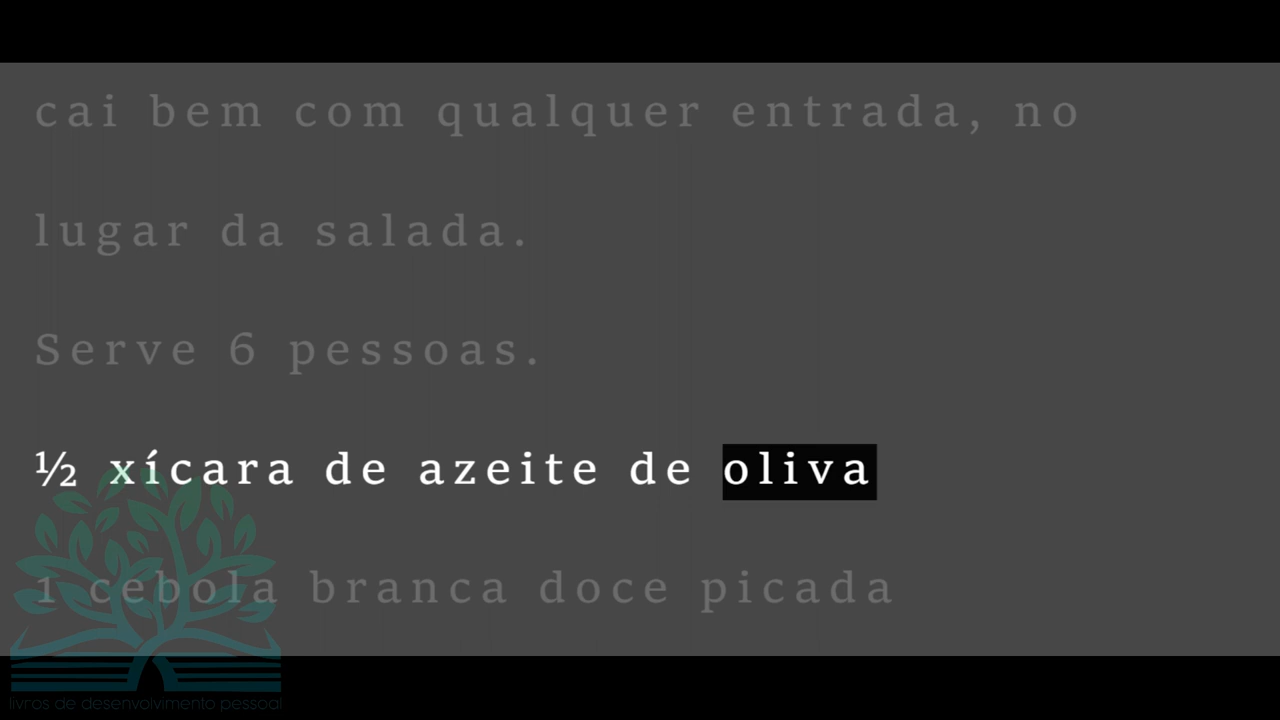 cai bem com qualquer entrada, no
lugar da salada.
Serve 6 pessoas.
½ xícara de azeite de oliva
1 cebola branca doce picada
livros de desenvolvimento pessoal